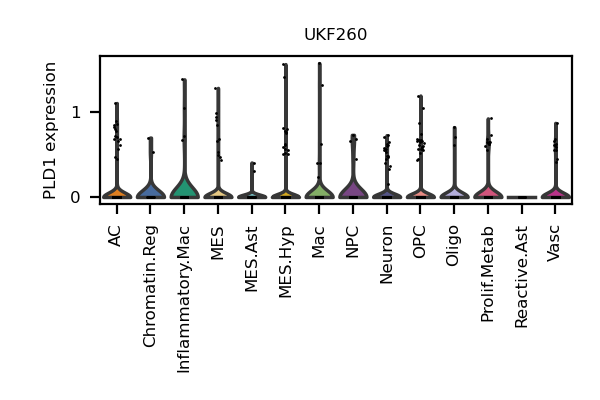 UKF260
PLD1 expression
1
0
AC
Chromatin.Reg
Inflammatory.Mac
MES
MES.Ast
MES.Hyp
Mac
NPC
Neuron
OPC
Oligo
Prolif.Metab
Reactive.Ast
Vasc